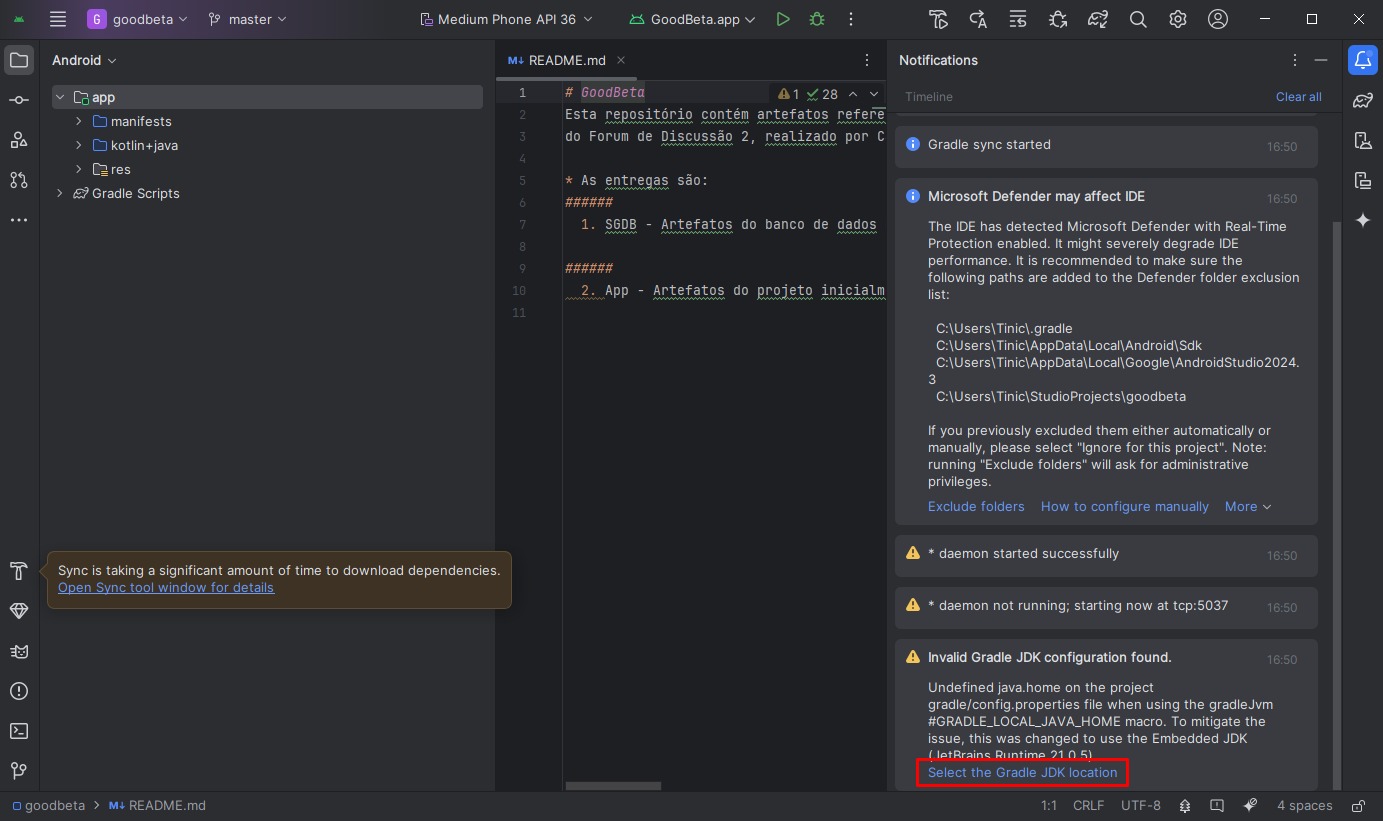 G goodbeta master Medium Phone API 36 GoodBeta.app
Android
app
manifests
kotlin+java
res
Gradle Scripts
Sync is taking a significant amount of time to download dependencies.
Open Sync tool window for details
M↓ README.md
1 # GoodBeta
1 28
2 Esta repositório contém artefatos refere
3 do Forum de Discussão 2, realizado por C
4
5 * As entregas são:
6 ######
7 1. SGDB - Artefatos do banco de dados
8
9 ######
10 2. App - Artefatos do projeto inicialm
11
Notifications
Timeline Clear all
Gradle sync started 16:50
Microsoft Defender may affect IDE 16:50
The IDE has detected Microsoft Defender with Real-Time
Protection enabled. It might severely degrade IDE
performance. It is recommended to make sure the
following paths are added to the Defender folder exclusion
list:
C:\Users\Tinic\.gradle
C:\Users\Tinic\AppData\Local\Android\Sdk
C:\Users\Tinic\AppData\Local\Google\AndroidStudio2024.
3
C:\Users\Tinic\StudioProjects\goodbeta
If you previously excluded them either automatically or
manually, please select "Ignore for this project". Note:
running "Exclude folders" will ask for administrative
privileges.
Exclude folders How to configure manually More
* daemon started successfully 16:50
* daemon not running; starting now at tcp:5037 16:50
Invalid Gradle JDK configuration found. 16:50
Undefined java.home on the project
gradle/config.properties file when using the gradleJvm
#GRADLE_LOCAL_JAVA_HOME macro. To mitigate the
issue, this was changed to use the Embedded JDK
(JetBrains Runtime 21.0.5)
Select the Gradle JDK location
goodbeta M↓ README.md 1:1 CRLF UTF-8 4 spaces